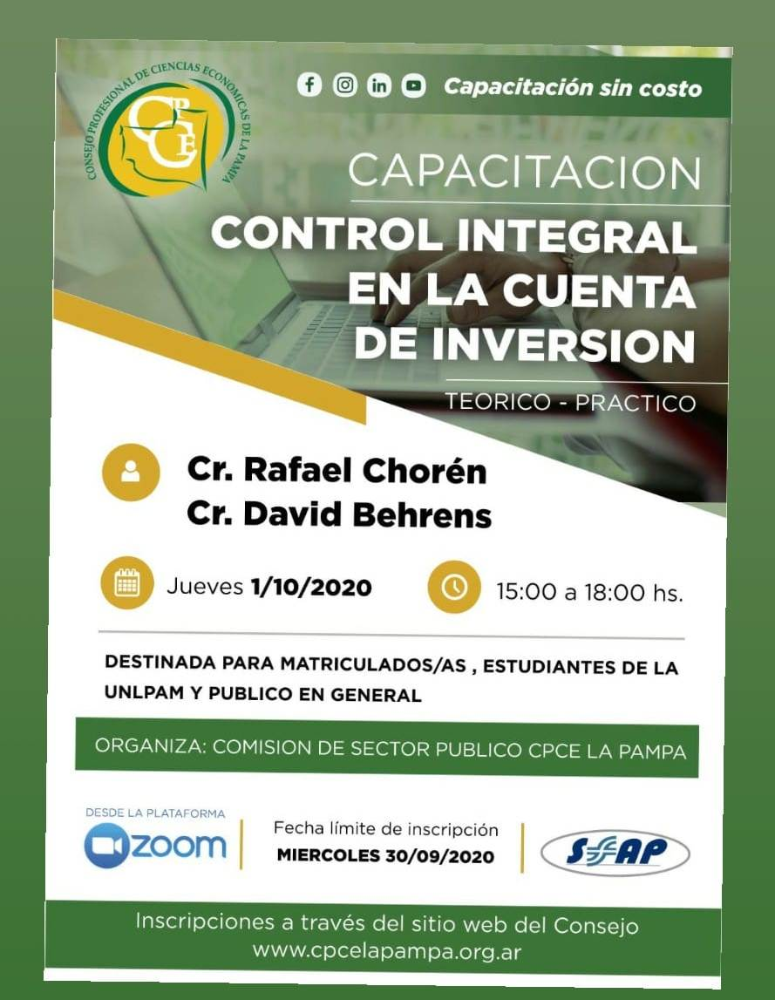 CONSEJO PROFESIONAL DE CIENCIAS ECONOMICAS DE LA PAMPA
CPCE
Capacitación sin costo
CAPACITACION
CONTROL INTEGRAL
EN LA CUENTA
DE INVERSION
TEORICO - PRACTICO
Cr. Rafael Chorén
Cr. David Behrens
Jueves 1/10/2020
15:00 a 18:00 hs.
DESTINADA PARA MATRICULADOS/AS , ESTUDIANTES DE LA
UNLPAM Y PUBLICO EN GENERAL
ORGANIZA: COMISION DE SECTOR PUBLICO CPCE LA PAMPA
DESDE LA PLATAFORMA
zoom
Fecha límite de inscripción
MIERCOLES 30/09/2020
SFAP
Inscripciones a través del sitio web del Consejo
www.cpcelapampa.org.ar